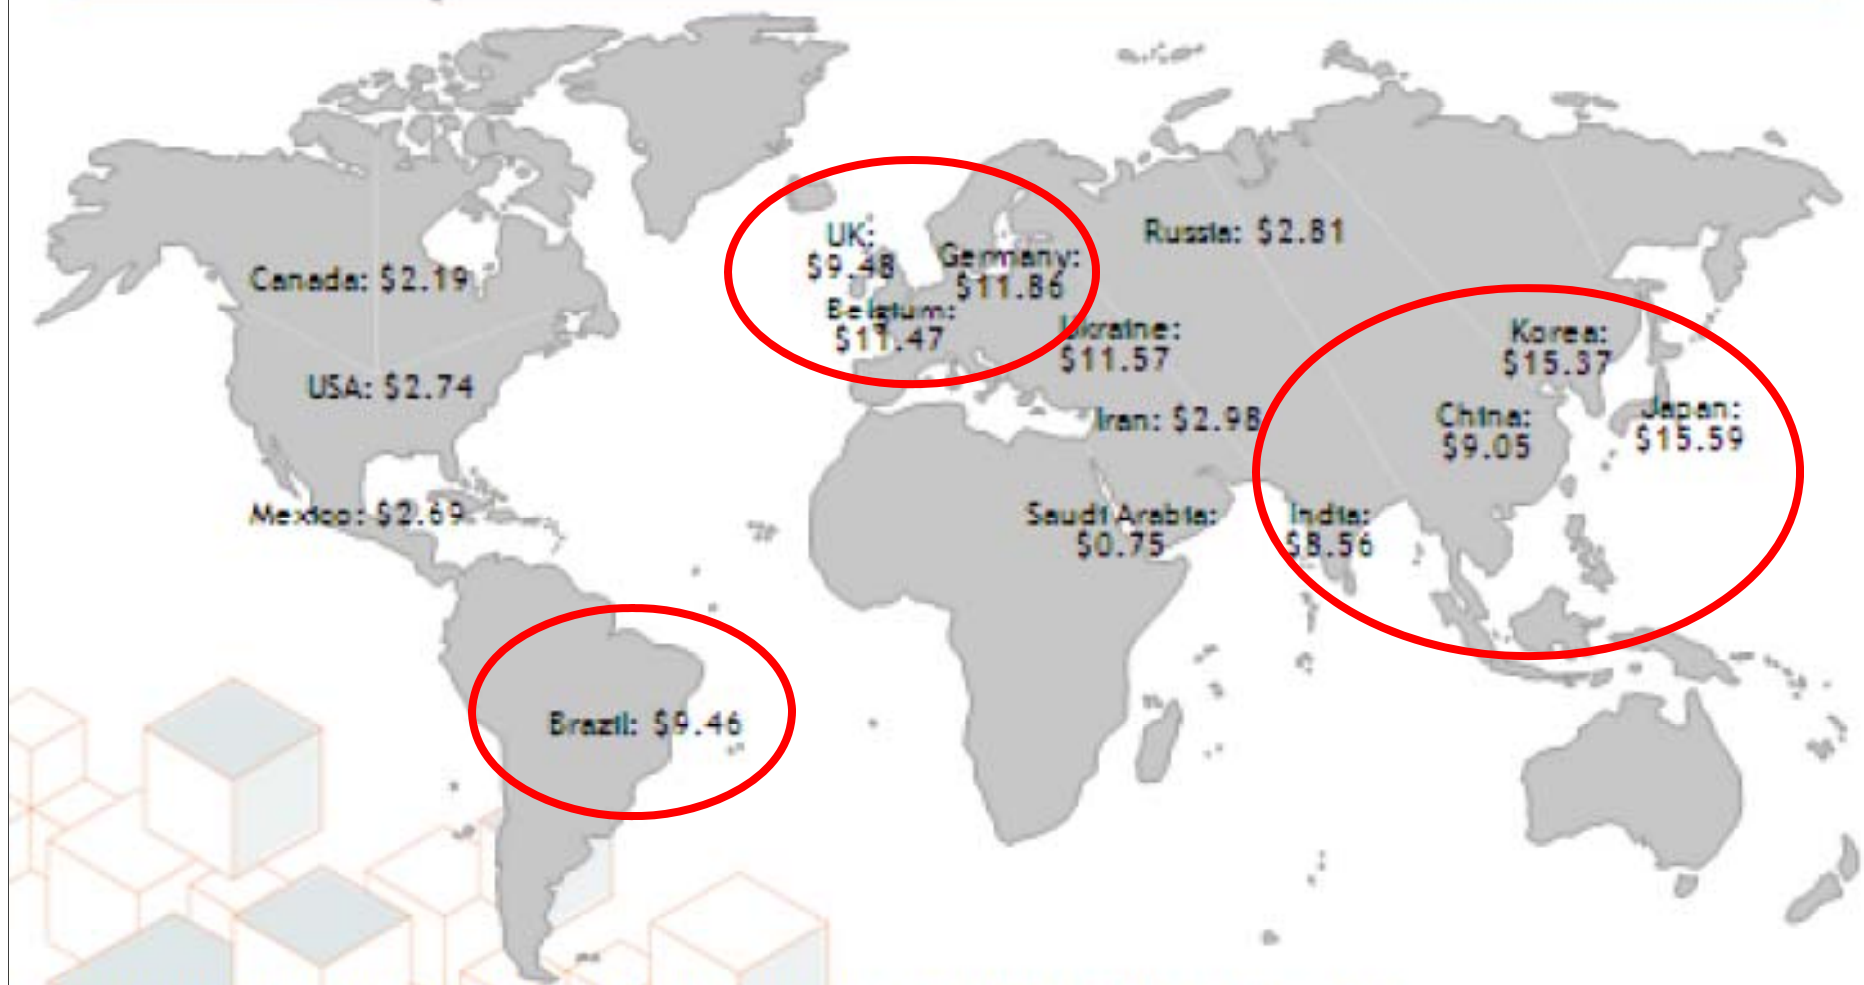 Canada: $2.19
USA: $2.74
Mexico: $2.69
Brazil: $9.46
UK:
$9.48
Germany:
$11.86
Belgium:
$11.47
Ukraine:
$11.57
Russia: $2.81
Iran: $2.98
Saudi Arabia:
$0.75
India:
$8.56
Korea:
$15.37
China:
$9.05
Japan:
$15.59